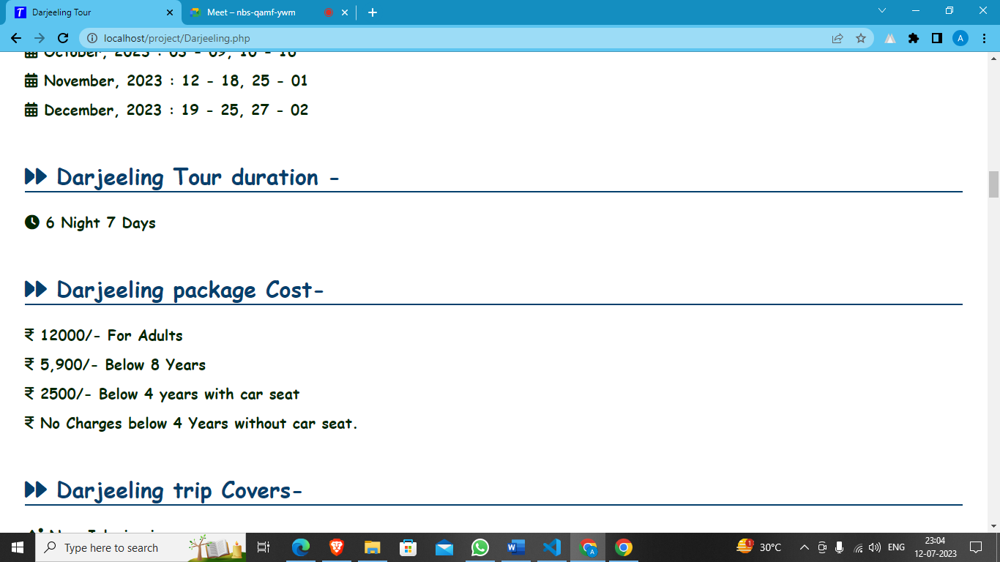 Darjeeling Tour
Meet – nbs-qamf-ywm
localhost/project/Darjeeling.php
A
October, 2023 : 03 - 09, 10 - 16
November, 2023 : 12 - 18, 25 - 01
December, 2023 : 19 - 25, 27 - 02
Darjeeling Tour duration -
6 Night 7 Days
Darjeeling package Cost-
₹ 12000/- For Adults
₹ 5,900/- Below 8 Years
₹ 2500/- Below 4 years with car seat
₹ No Charges below 4 Years without car seat.
Darjeeling trip Covers-
Type here to search
1
30°C
ENG
23:04
12-07-2023